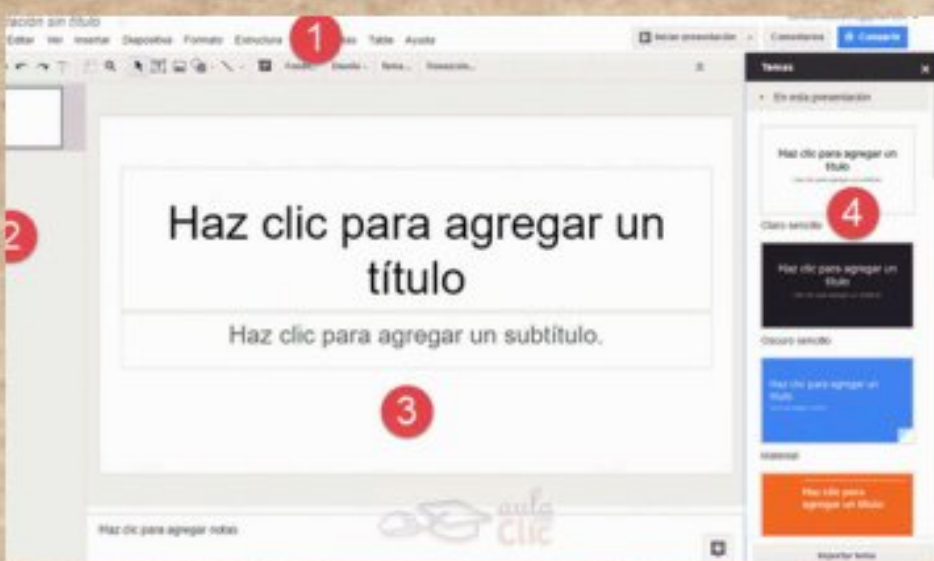 ación sin título
Editar Ver Insertar Diapositiva Formato Estructura Tabla Ayuda
Iniciar presentación Comentarios Compartir
1
Fondo... Diseño Tema... Transición...
Temas
En esta presentación
Haz clic para agregar un
título
Claro sencillo
4
Haz clic para agregar un
título
Oscuro sencillo
Haz clic para agregar un
título
Material
Haz clic para
agregar un título
Importar tema
2
Haz clic para agregar un
título
Haz clic para agregar un subtítulo.
3
Haz clic para agregar notas
aula
clic